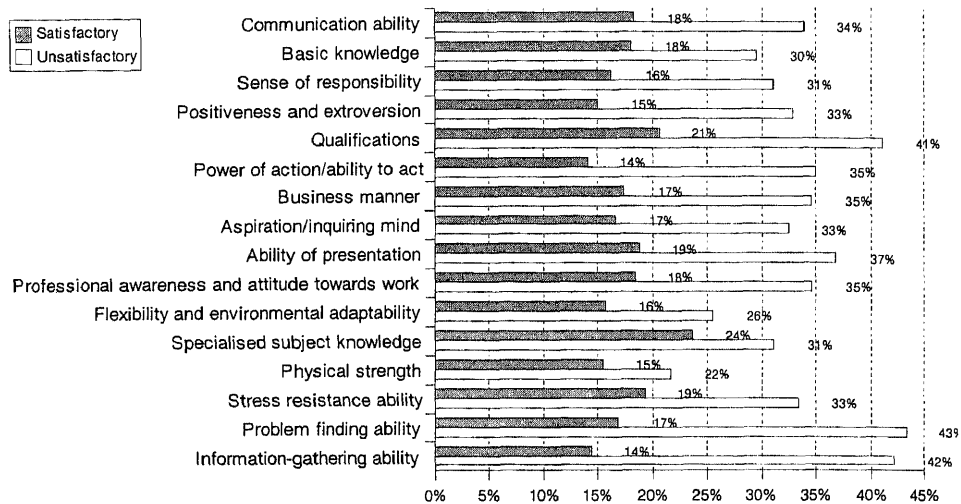 Satisfactory
Unsatisfactory
Communication ability 18% 34%
Basic knowledge 18% 30%
Sense of responsibility 16% 31%
Positiveness and extroversion 15% 33%
Qualifications 21% 41%
Power of action/ability to act 14% 35%
Business manner 17% 35%
Aspiration/inquiring mind 17% 33%
Ability of presentation 19% 37%
Professional awareness and attitude towards work 18% 35%
Flexibility and environmental adaptability 16% 26%
Specialised subject knowledge 24% 31%
Physical strength 15% 22%
Stress resistance ability 19% 33%
Problem finding ability 17% 43%
Information-gathering ability 14% 42%
0% 5% 10% 15% 20% 25% 30% 35% 40% 45%